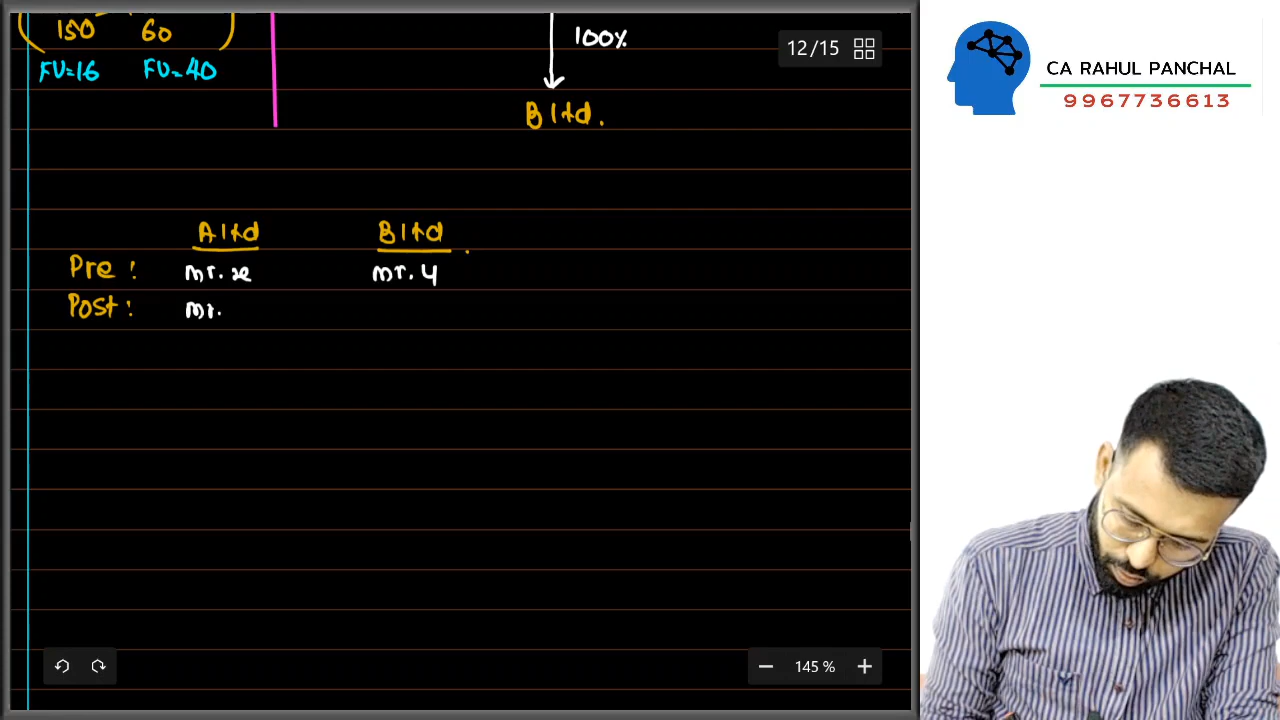 150 60
FV=16 FV=40
100%
B ltd.
12/15
CA RAHUL PANCHAL
9967736613
A ltd B ltd
Pre: mr. x mr. y
Post: mr.
145 %